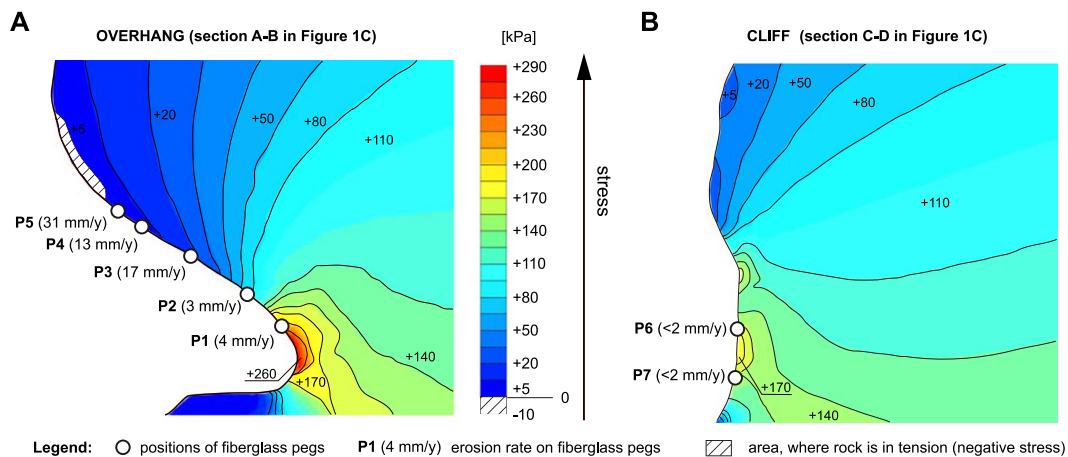 A
OVERHANG (section A-B in Figure 1C)
+5
+20
+50
+80
+110
P5 (31 mm/y)
P4 (13 mm/y)
P3 (17 mm/y)
P2 (3 mm/y)
P1 (4 mm/y)
+260
+170
+140
[kPa]
+290
+260
+230
+200
+170
+140
+110
+80
+50
+20
+5
0
-10
stress
B
CLIFF (section C-D in Figure 1C)
+5
+20
+50
+80
+110
P6 (<2 mm/y)
P7 (<2 mm/y)
+170
+140
Legend: positions of fiberglass pegs P1 (4 mm/y) erosion rate on fiberglass pegs area, where rock is in tension (negative stress)